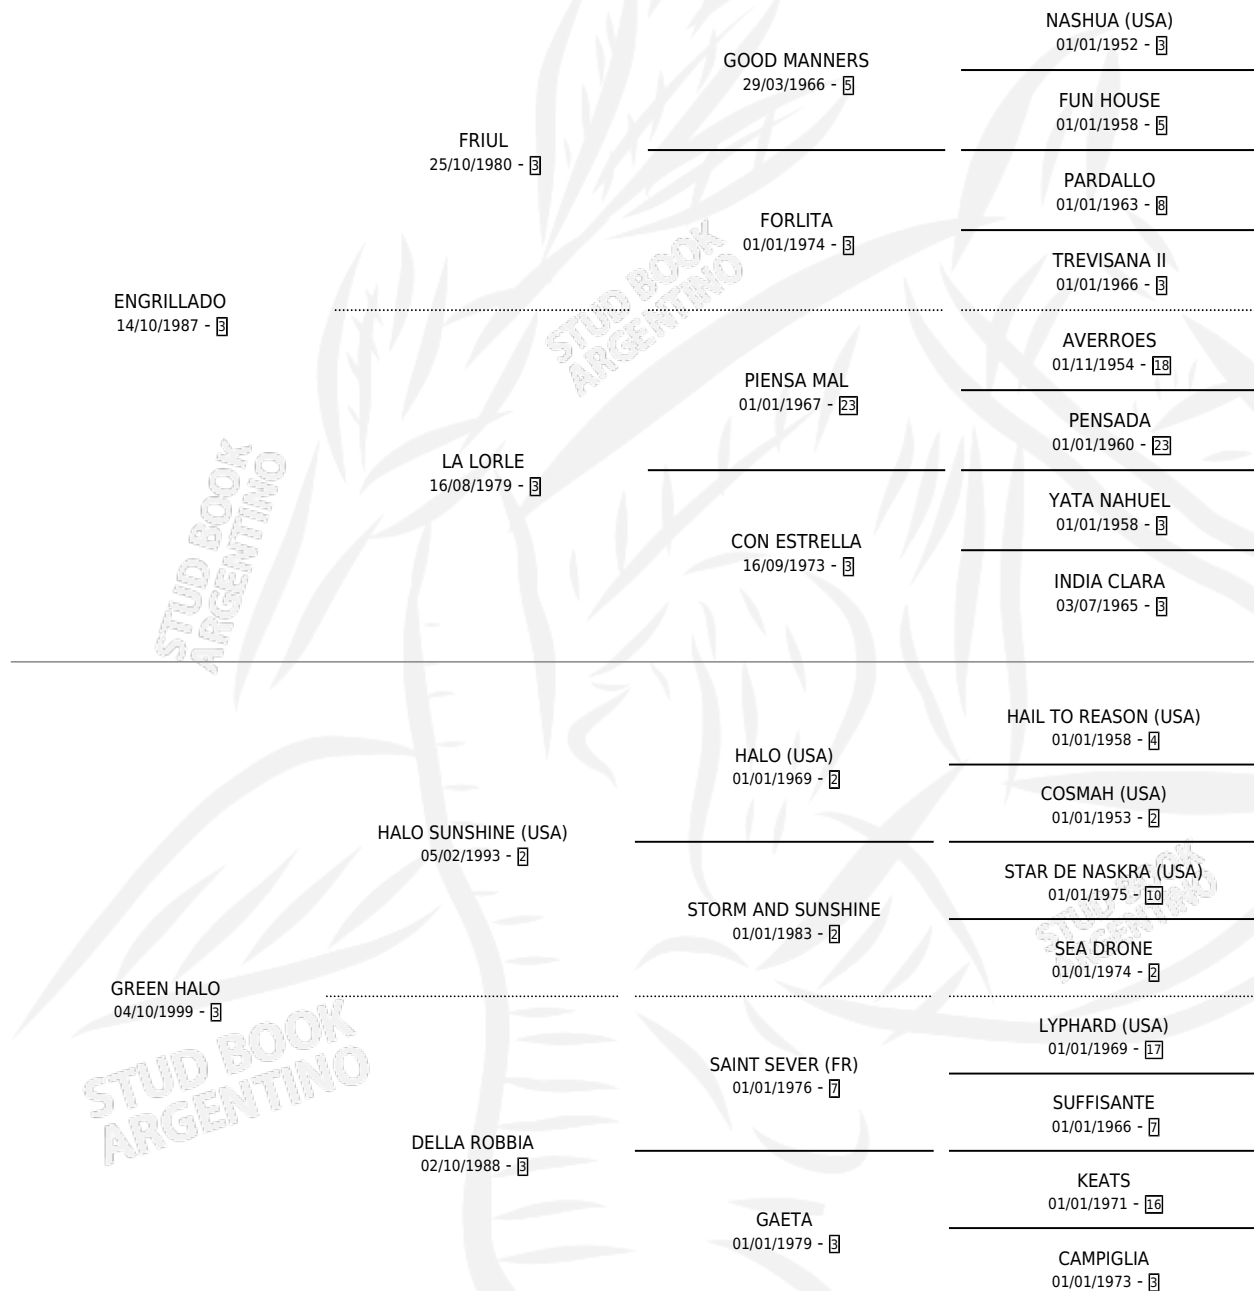 NASHUA (USA)
01/01/1952 - 3
GOOD MANNERS
29/03/1966 - 5
FUN HOUSE
01/01/1958 - 5
FRIUL
25/10/1980 - 3
PARDALLO
01/01/1963 - 8
FORLITA
01/01/1974 - 3
TREVISANA II
01/01/1966 - 3
ENGRILLADO
14/10/1987 - 3
STUD BOOK
ARGENTINO
AVERROES
01/11/1954 - 18
PIENSA MAL
01/01/1967 - 23
PENSADA
01/01/1960 - 23
LA LORLE
16/08/1979 - 3
YATA NAHUEL
01/01/1958 - 3
CON ESTRELLA
16/09/1973 - 3
INDIA CLARA
03/07/1965 - 3
STUD BOOK
ARGENTINO
HAIL TO REASON (USA)
01/01/1958 - 4
HALO (USA)
01/01/1969 - 2
COSMAH (USA)
01/01/1953 - 2
HALO SUNSHINE (USA)
05/02/1993 - 2
STAR DE NASKRA (USA)
01/01/1975 - 10
STORM AND SUNSHINE
01/01/1983 - 2
SEA DRONE
01/01/1974 - 2
STUD BOOK
ARGENTINO
GREEN HALO
04/10/1999 - 3
LYPHARD (USA)
01/01/1969 - 17
SAINT SEVER (FR)
01/01/1976 - 7
SUFFISANTE
01/01/1966 - 7
STUD BOOK
ARGENTINO
DELLA ROBBIA
02/10/1988 - 3
KEATS
01/01/1971 - 16
GAETA
01/01/1979 - 3
CAMPIGLIA
01/01/1973 - 3